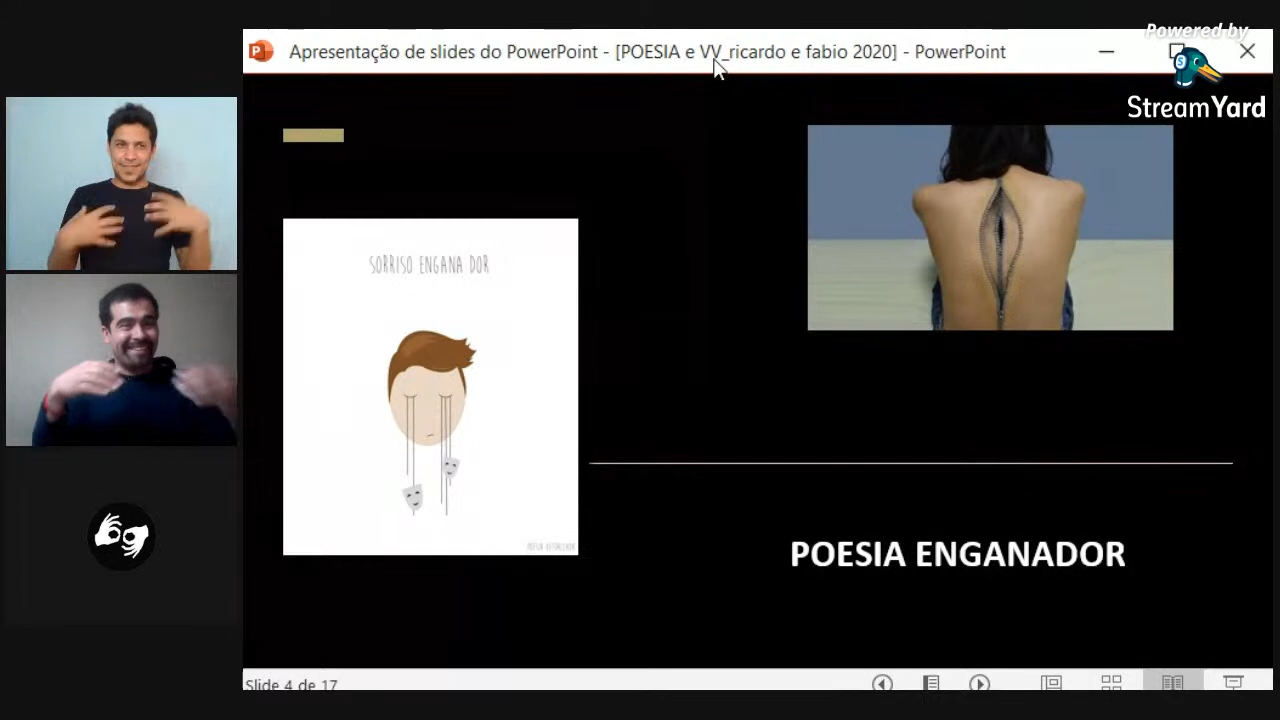 Powered by
StreamYard
Apresentação de slides do PowerPoint - [POESIA e VV_ricardo e fabio 2020] - PowerPoint
SORRISO ENGANA DOR
POESIA ENGANADOR
Slide 4 de 17